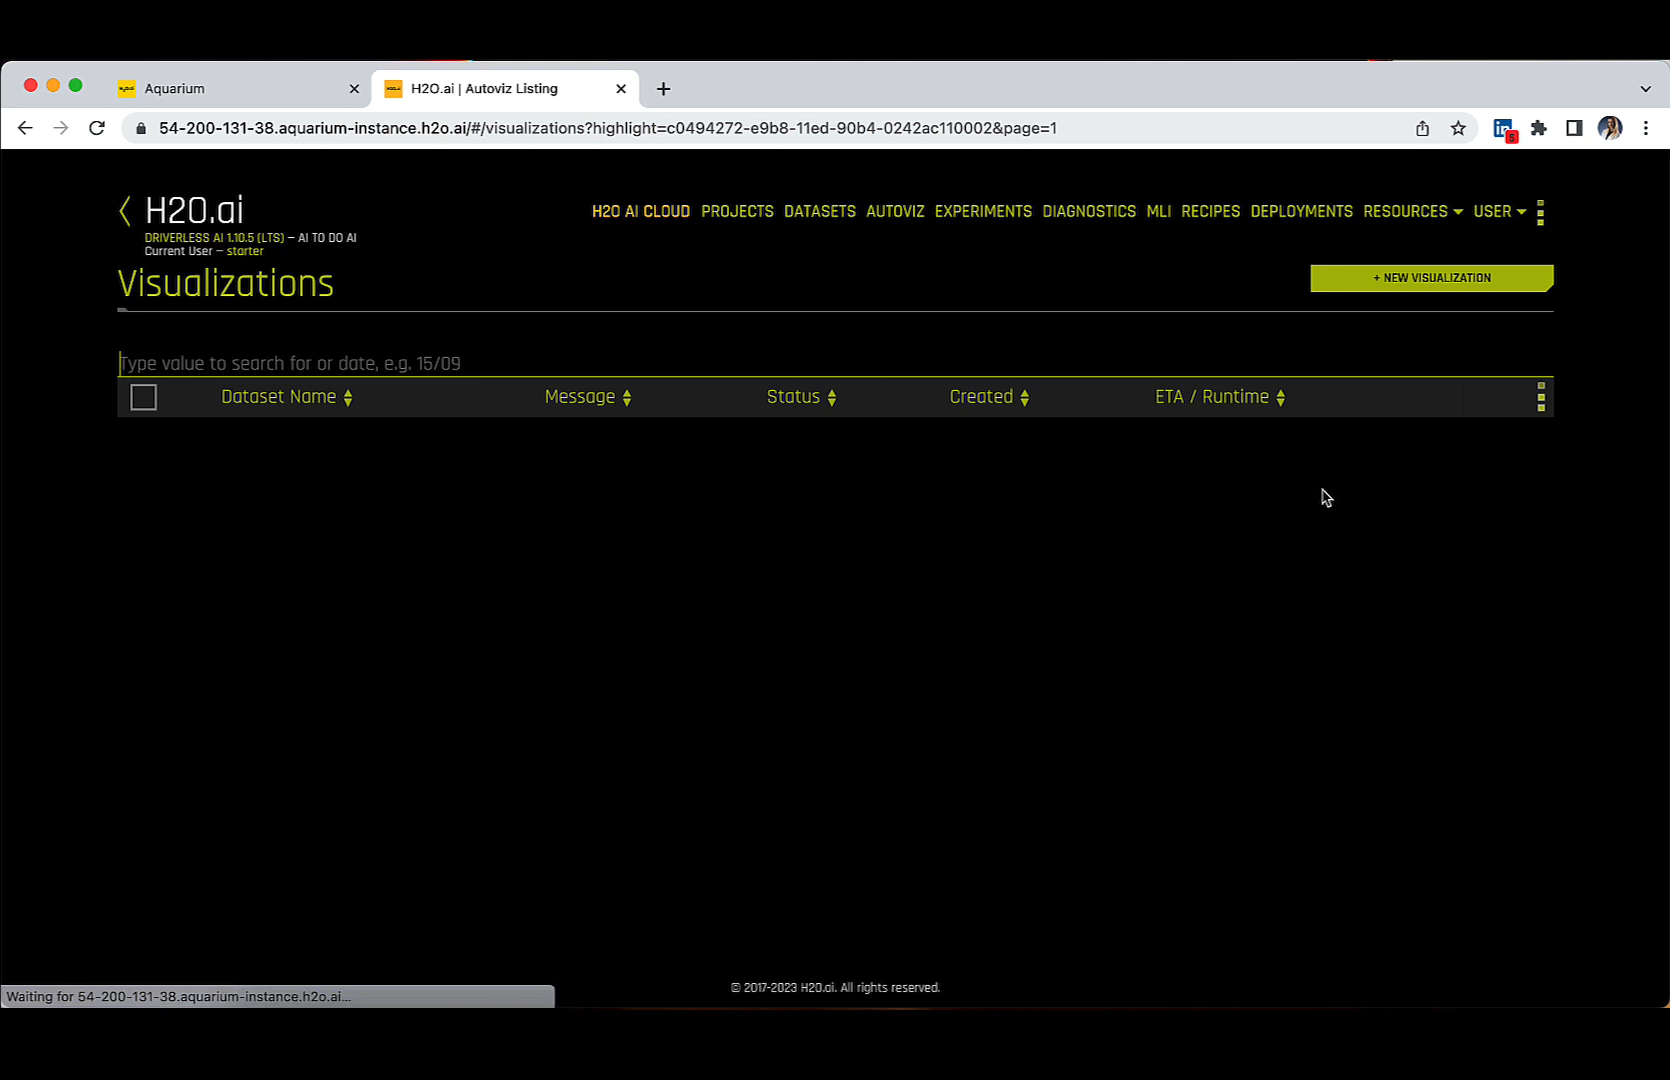 Aquarium
H2O.ai | Autoviz Listing
54-200-131-38.aquarium-instance.h2o.ai/#/visualizations?highlight=c0494272-e9b8-11ed-90b4-0242ac110002&page=1
H2O.ai
H2O AI CLOUD PROJECTS DATASETS AUTOVIZ EXPERIMENTS DIAGNOSTICS MLI RECIPES DEPLOYMENTS RESOURCES USER
DRIVERLESS AI 1.10.5 (LTS) – AI TO DO AI
Current User – starter
Visualizations
+ NEW VISUALIZATION
Type value to search for or date, e.g. 15/09
Dataset Name Message Status Created ETA / Runtime
© 2017-2023 H2O.ai. All rights reserved.
Waiting for 54-200-131-38.aquarium-instance.h2o.ai...